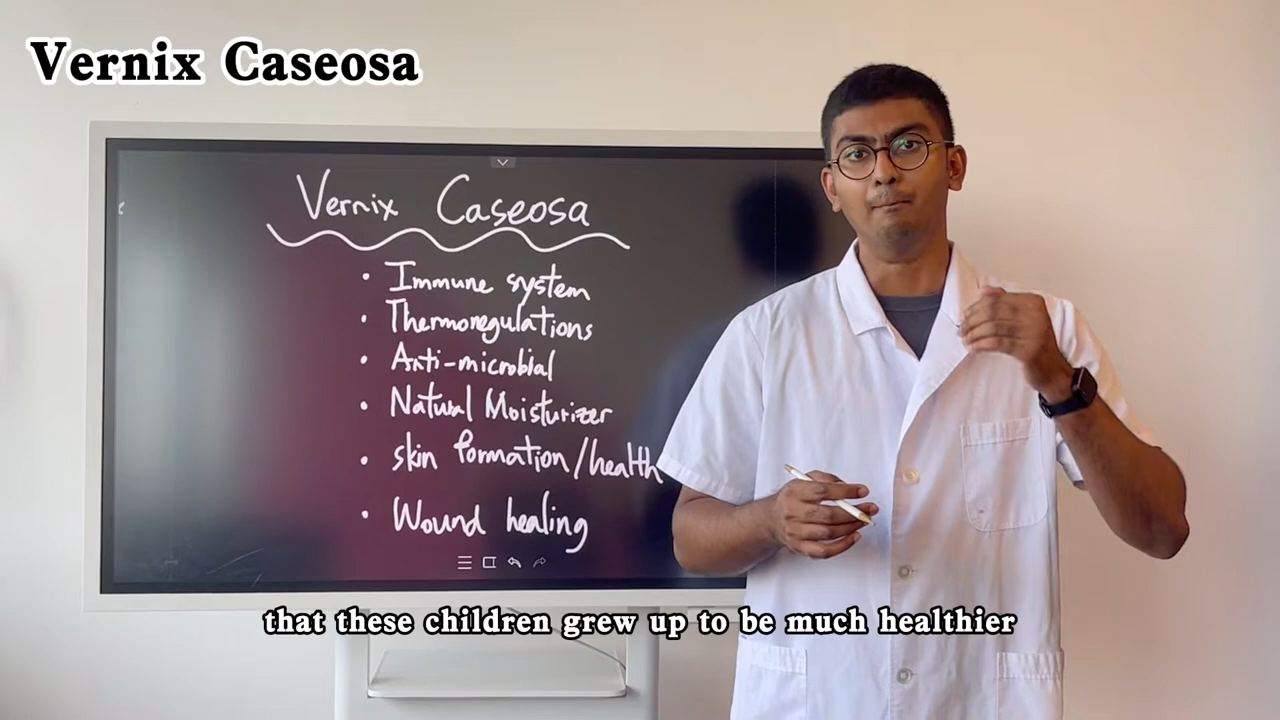 Vernix Caseosa
Vernix Caseosa
• Immune system
• Thermoregulations
• Anti-microbial
• Natural Moisturizer
• skin formation/health
• Wound healing
that these children grew up to be much healthier